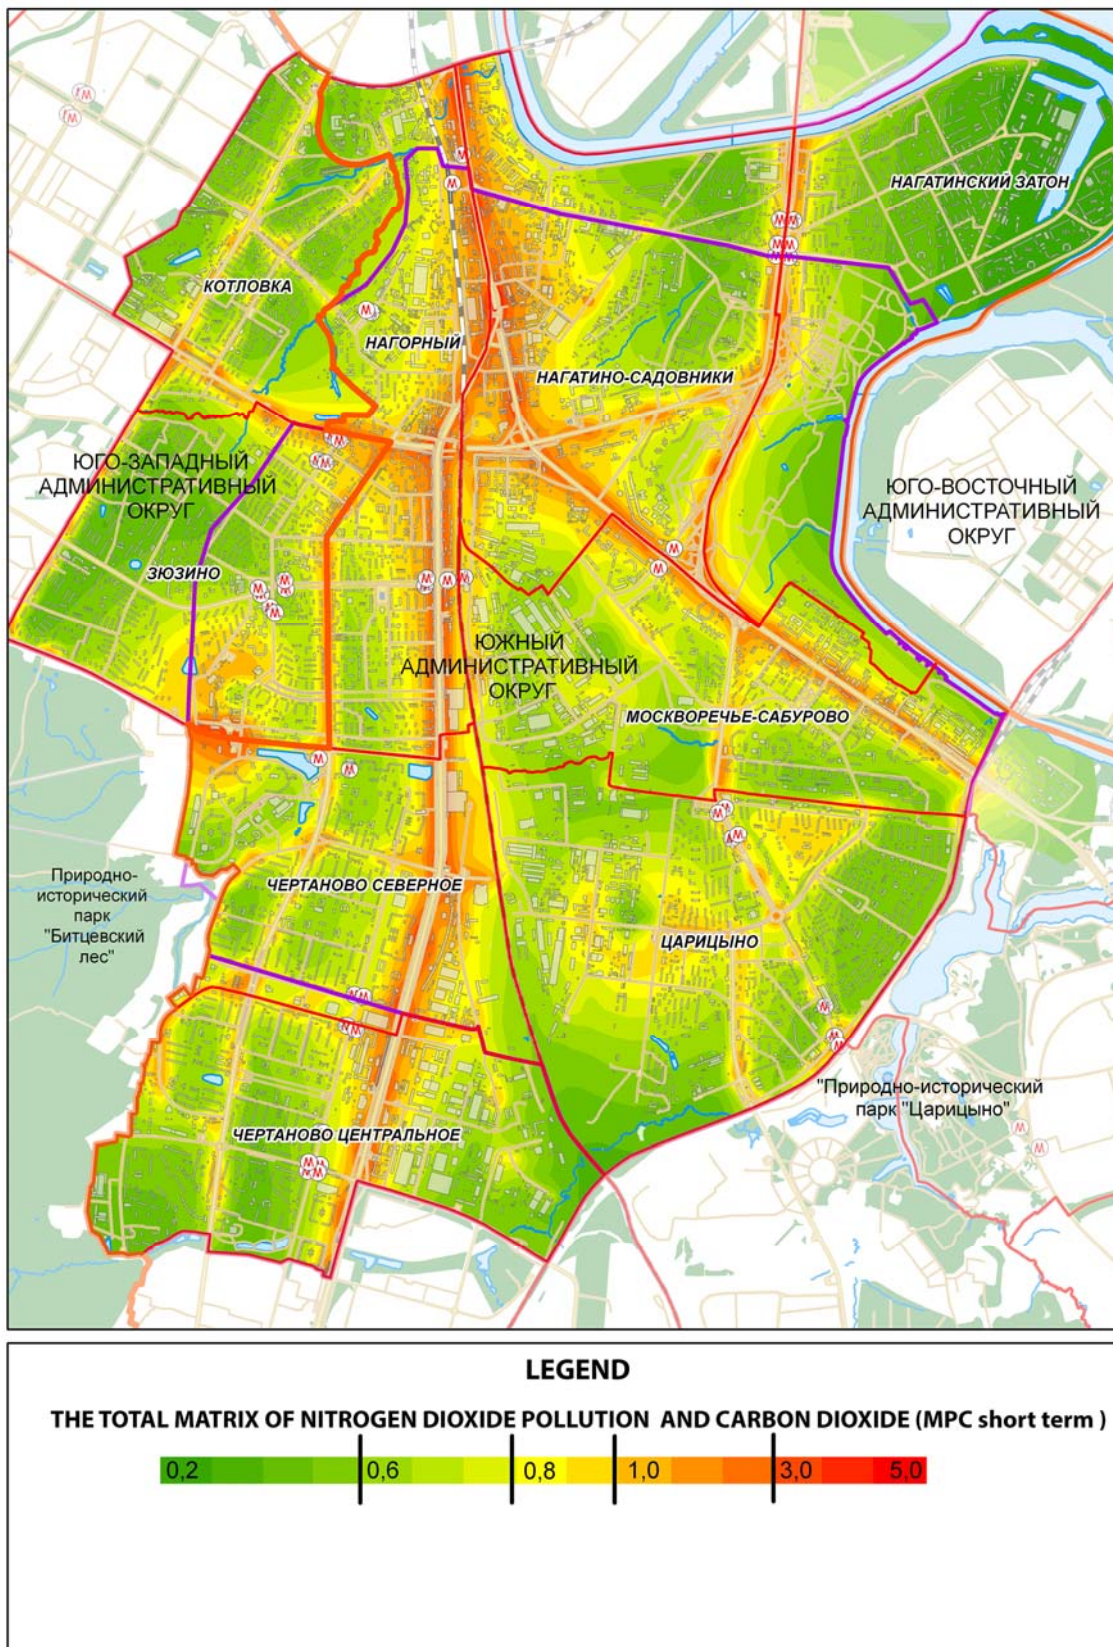 НАГАТИНСКИЙ ЗАТОН
КОТЛОВКА
НАГОРНЫЙ
НАГАТИНО-САДОВНИКИ
ЮГО-ЗАПАДНЫЙ
АДМИНИСТРАТИВНЫЙ
ОКРУГ
ЮГО-ВОСТОЧНЫЙ
АДМИНИСТРАТИВНЫЙ
ОКРУГ
ЗЮЗИНО
ЮЖНЫЙ
АДМИНИСТРАТИВНЫЙ
ОКРУГ
МОСКВОРЕЧЬЕ-САБУРОВО
Природно-
исторический
парк
"Битцевский
лес"
ЧЕРТАНОВО СЕВЕРНОЕ
ЦАРИЦЫНО
"Природно-исторический
парк "Царицыно"
ЧЕРТАНОВО ЦЕНТРАЛЬНОЕ
LEGEND
THE TOTAL MATRIX OF NITROGEN DIOXIDE POLLUTION AND CARBON DIOXIDE (MPC short term )
0,2 0,6 0,8 1,0 3,0 5,0